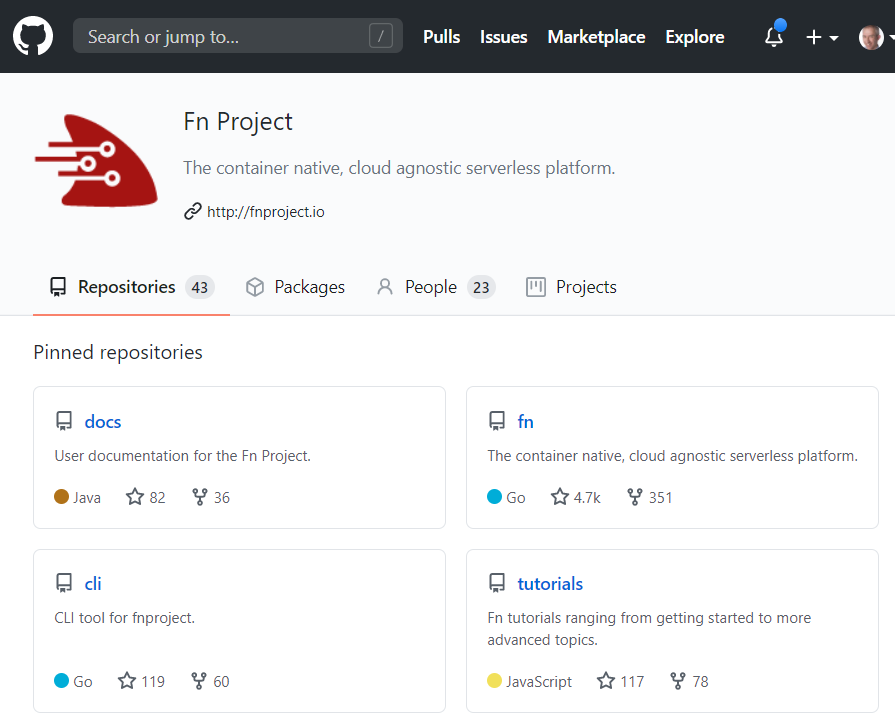 Search or jump to... / Pulls Issues Marketplace Explore
Fn Project
The container native, cloud agnostic serverless platform.
http://fnproject.io
Repositories 43 Packages People 23 Projects
Pinned repositories
docs
User documentation for the Fn Project.
Java 82 36
fn
The container native, cloud agnostic serverless platform.
Go 4.7k 351
cli
CLI tool for fnproject.
Go 119 60
tutorials
Fn tutorials ranging from getting started to more
advanced topics.
JavaScript 117 78